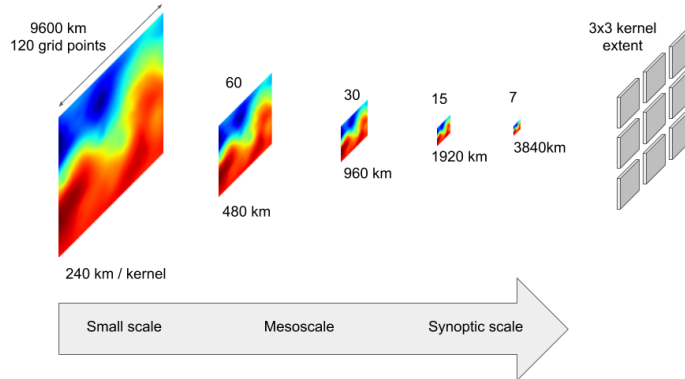 9600 km
120 grid points
60
30
15
7
3x3 kernel
extent
240 km / kernel
480 km
960 km
1920 km
3840km
Small scale
Mesoscale
Synoptic scale